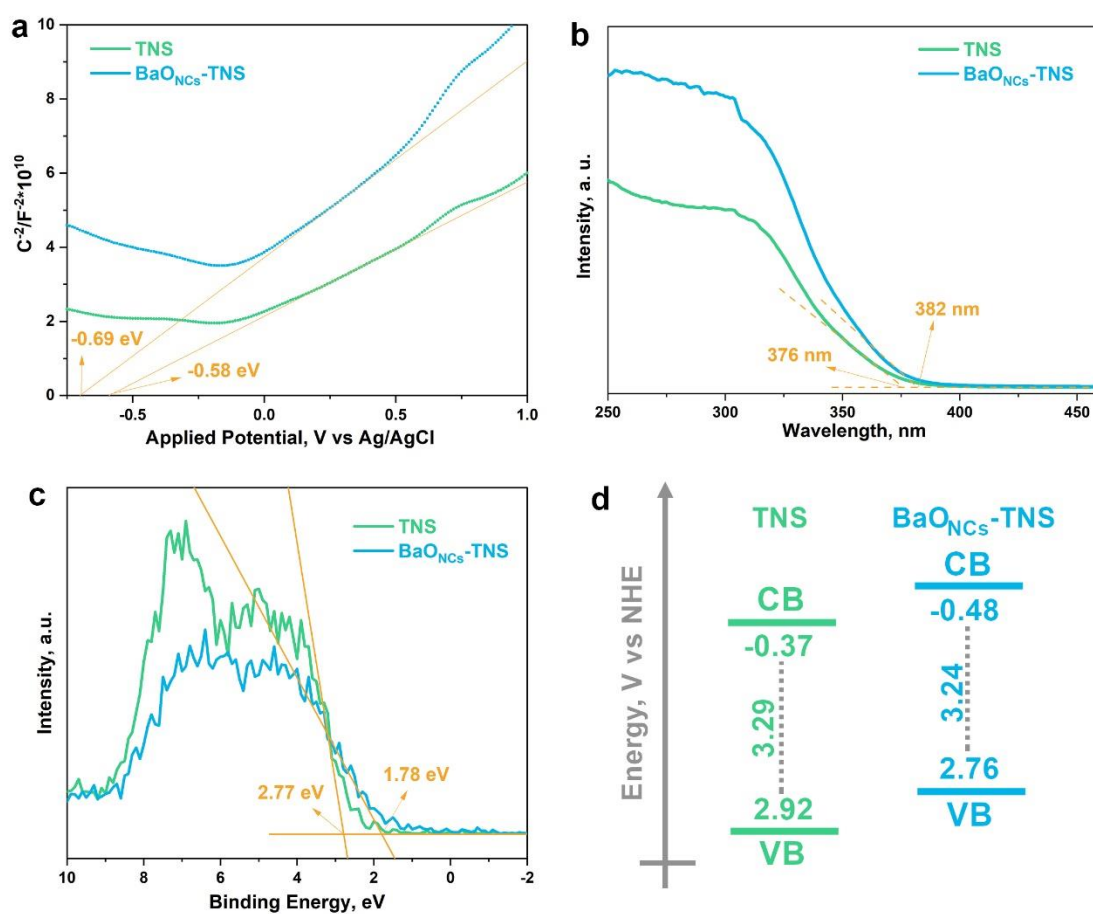 a
TNS
BaO_NCs-TNS
10
8
6
4
2
0
C⁻²/F⁻²*10¹⁰
-0.69 eV
-0.58 eV
-0.5
0.0
0.5
1.0
Applied Potential, V vs Ag/AgCl
b
TNS
BaO_NCs-TNS
Intensity, a. u.
382 nm
376 nm
250
300
350
400
450
Wavelength, nm
c
TNS
BaO_NCs-TNS
Intensity, a.u.
2.77 eV
1.78 eV
10
8
6
4
2
0
-2
Binding Energy, eV
d
Energy, V vs NHE
TNS
CB
-0.37
3.29
2.92
VB
BaO_NCs-TNS
CB
-0.48
3.24
2.76
VB